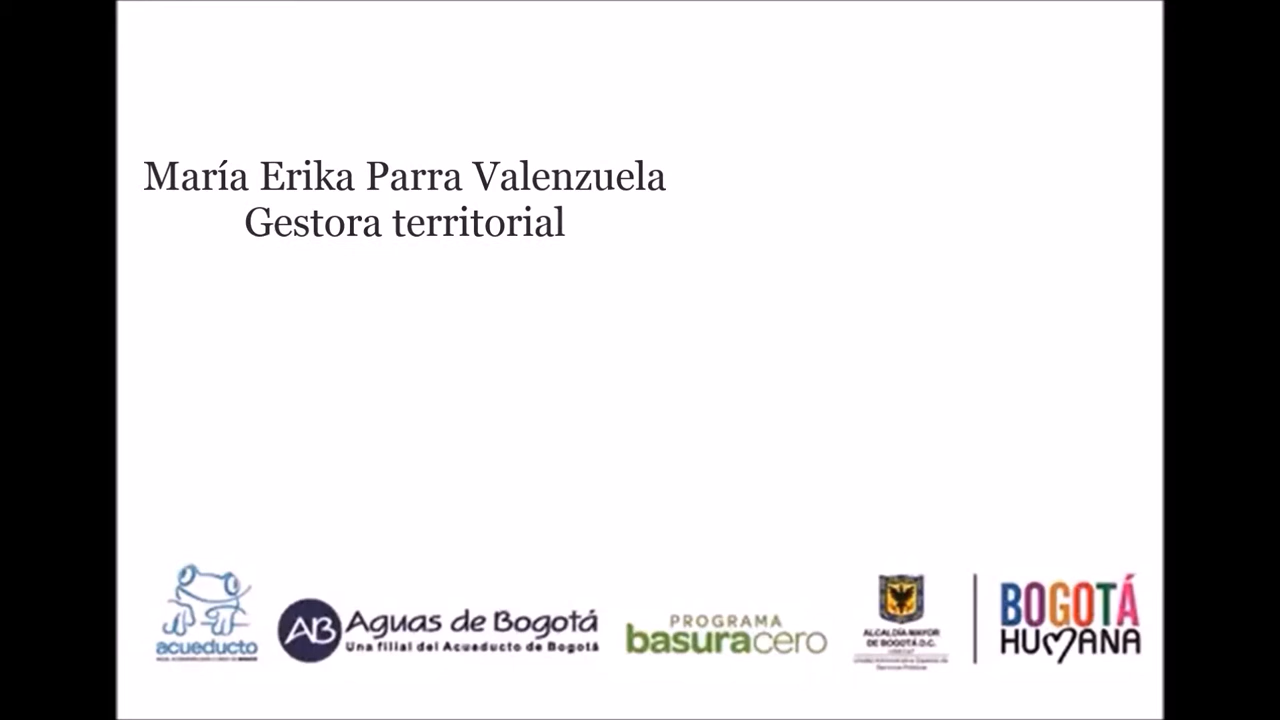 María Erika Parra Valenzuela
Gestora territorial
acueducto
AB
Aguas de Bogotá
Una filial del Acueducto de Bogotá
PROGRAMA
basuracero
ALCALDÍA MAYOR
DE BOGOTÁ D.C.
BOGOTÁ
HUMANA